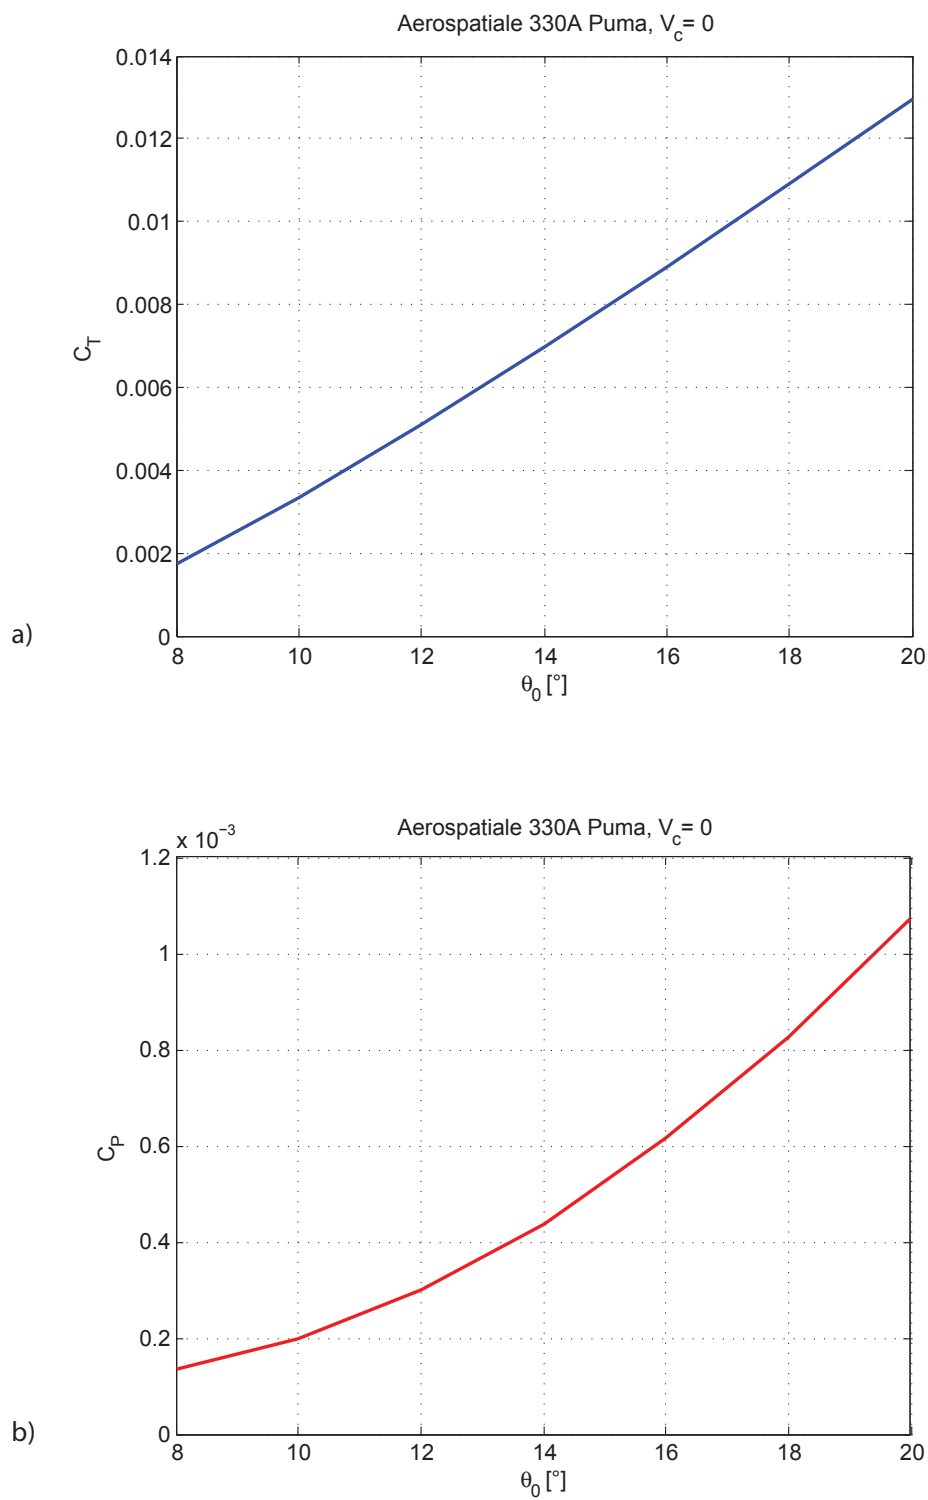 Aerospatiale 330A Puma, V_c= 0
0.014
0.012
0.01
0.008
0.006
0.004
0.002
0
C_T
a)
8 10 12 14 16 18 20
θ_0 [°]
Aerospatiale 330A Puma, V_c= 0
x 10⁻³
1.2
1
0.8
0.6
0.4
0.2
0
C_P
b)
8 10 12 14 16 18 20
θ_0 [°]